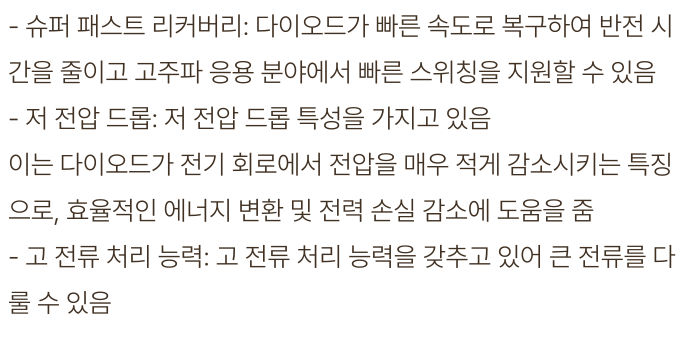 - 슈퍼 패스트 리커버리: 다이오드가 빠른 속도로 복구하여 반전 시
간을 줄이고 고주파 응용 분야에서 빠른 스위칭을 지원할 수 있음
- 저 전압 드롭: 저 전압 드롭 특성을 가지고 있음
이는 다이오드가 전기 회로에서 전압을 매우 적게 감소시키는 특징
으로, 효율적인 에너지 변환 및 전력 손실 감소에 도움을 줌
- 고 전류 처리 능력: 고 전류 처리 능력을 갖추고 있어 큰 전류를 다
룰 수 있음